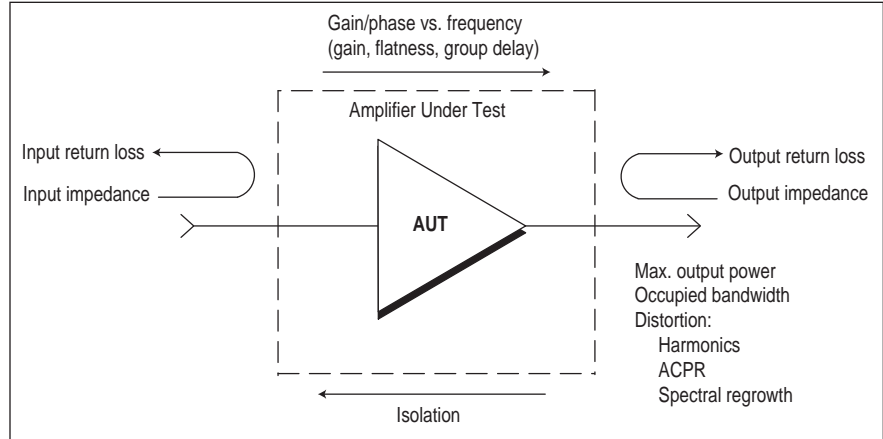 Gain/phase vs. frequency
(gain, flatness, group delay)
Amplifier Under Test
Input return loss
Input impedance
AUT
Output return loss
Output impedance
Max. output power
Occupied bandwidth
Distortion:
Harmonics
ACPR
Spectral regrowth
Isolation